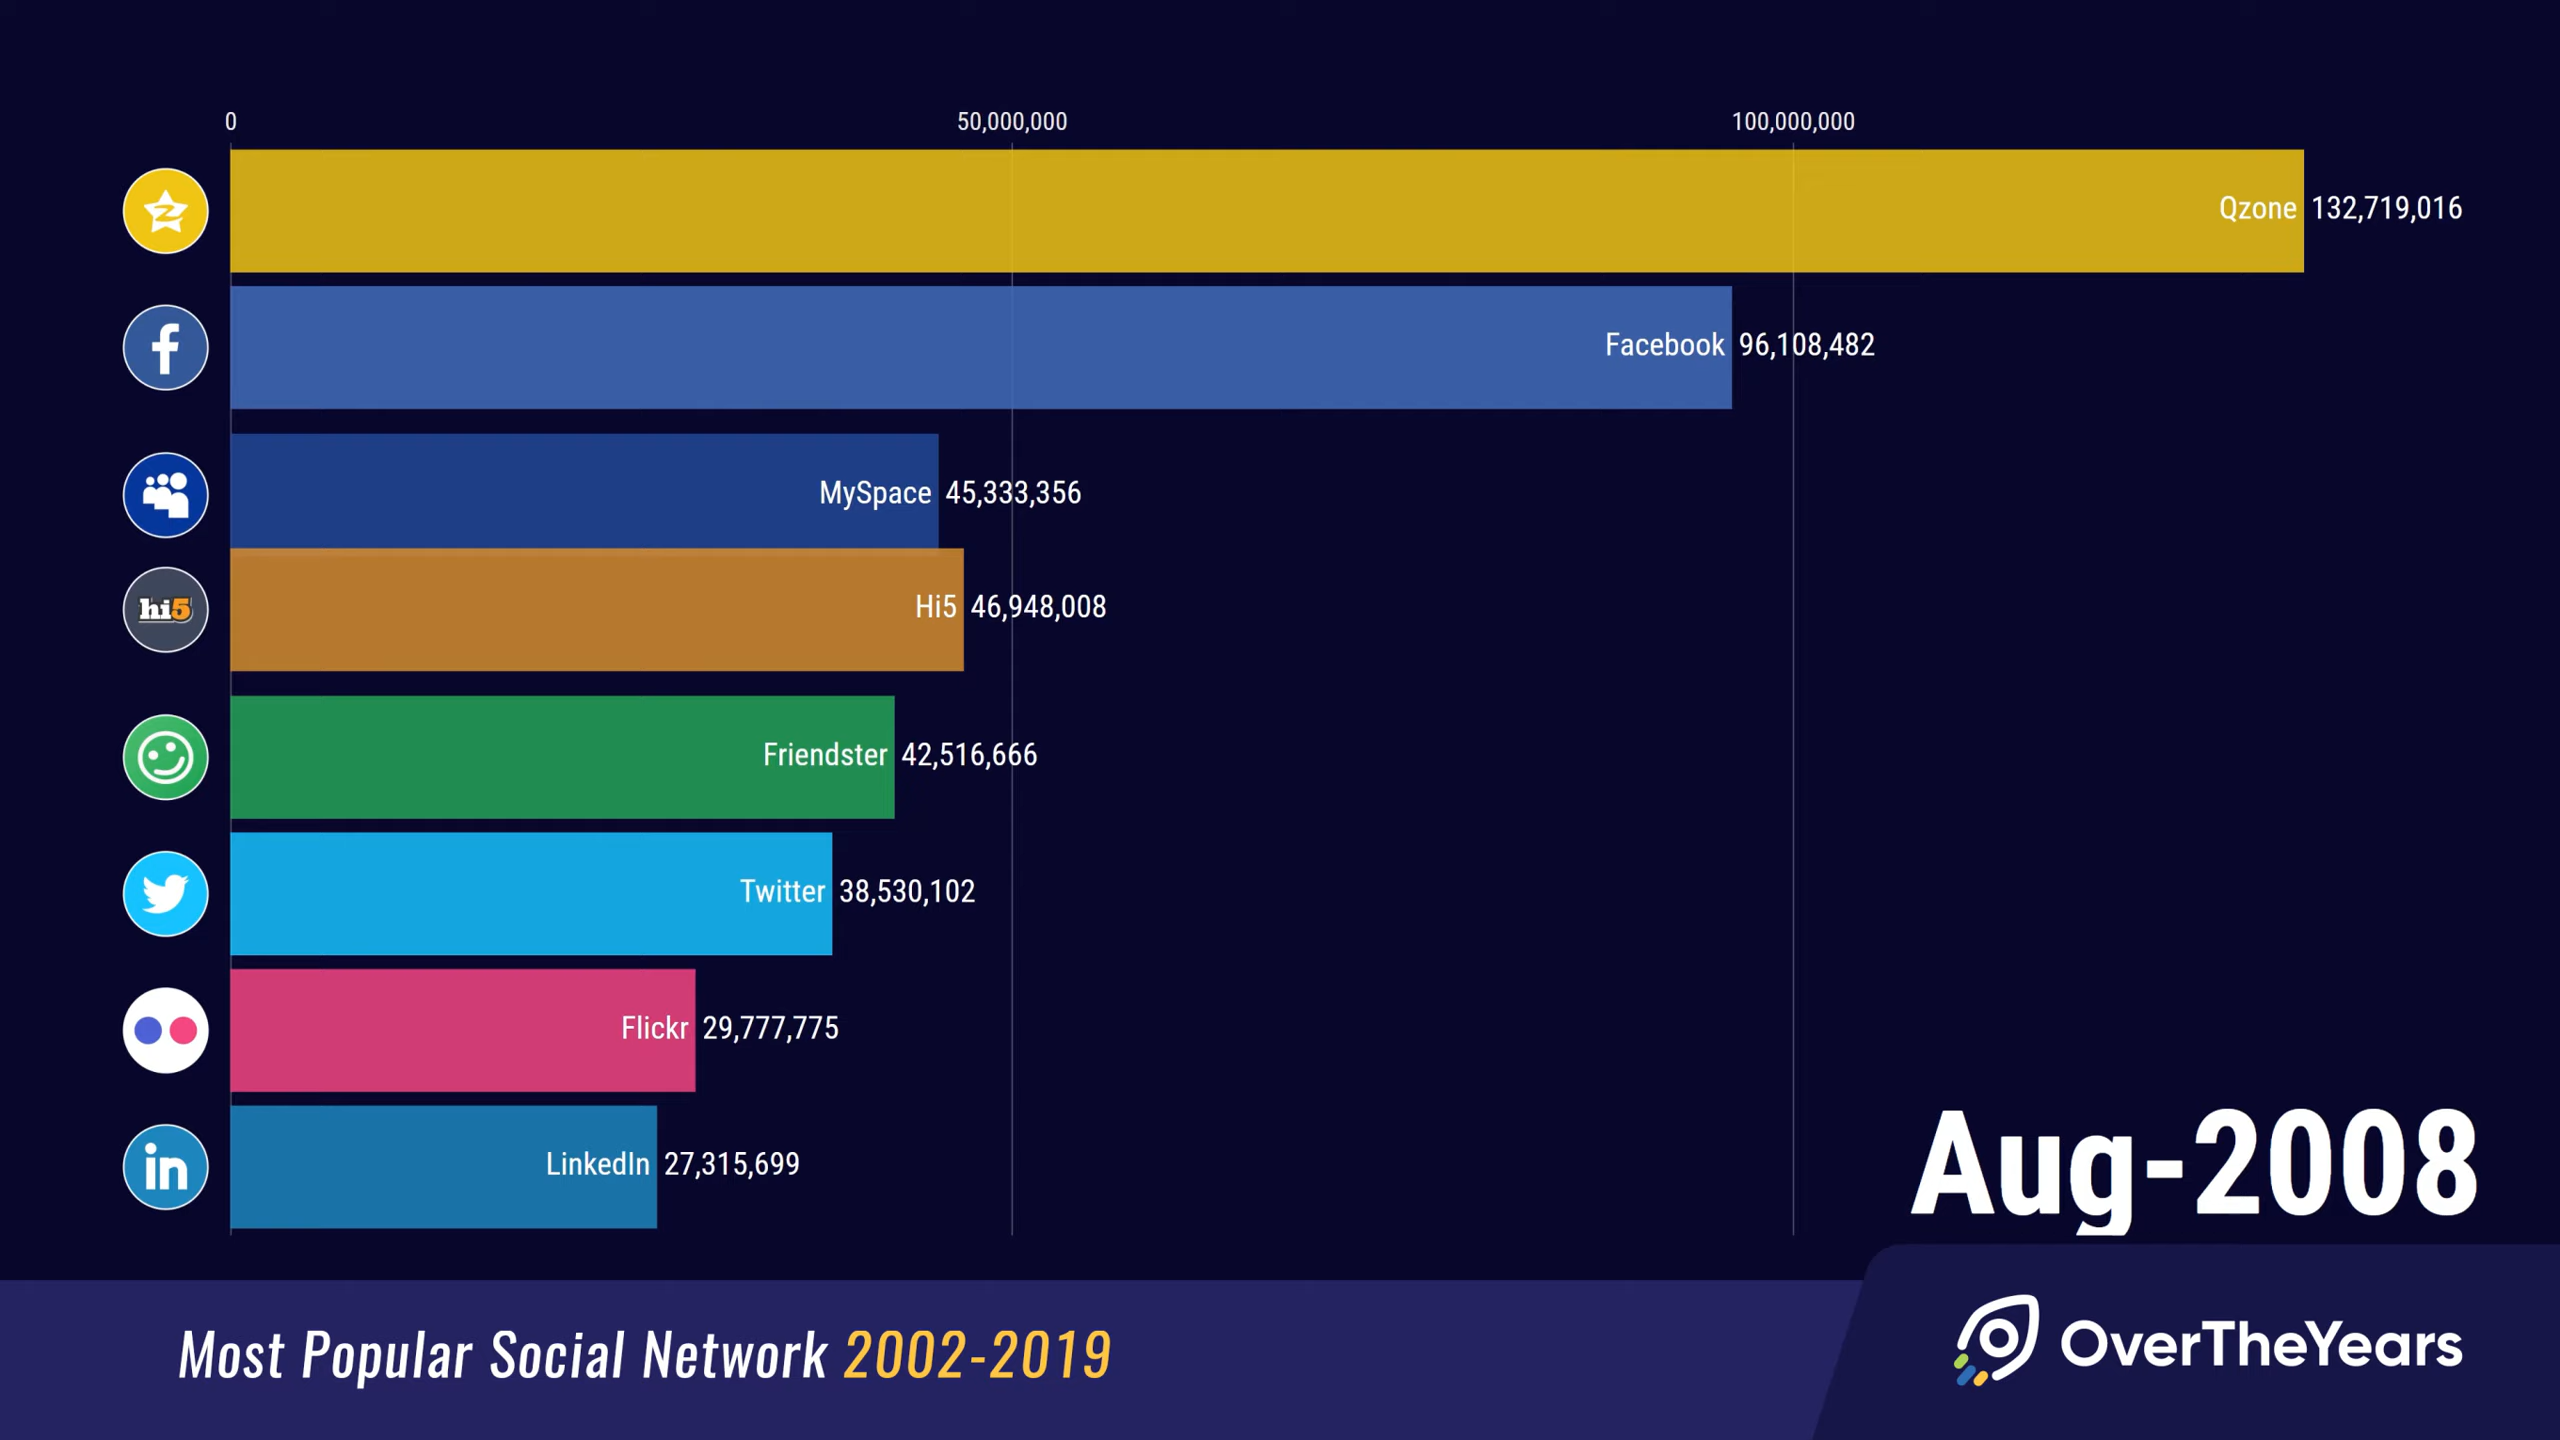 0 50,000,000 100,000,000
Qzone 132,719,016
Facebook 96,108,482
MySpace 45,333,356
hi5 Hi5 46,948,008
Friendster 42,516,666
Twitter 38,530,102
Flickr 29,777,775
in LinkedIn 27,315,699
Aug-2008
Most Popular Social Network 2002-2019
OverTheYears